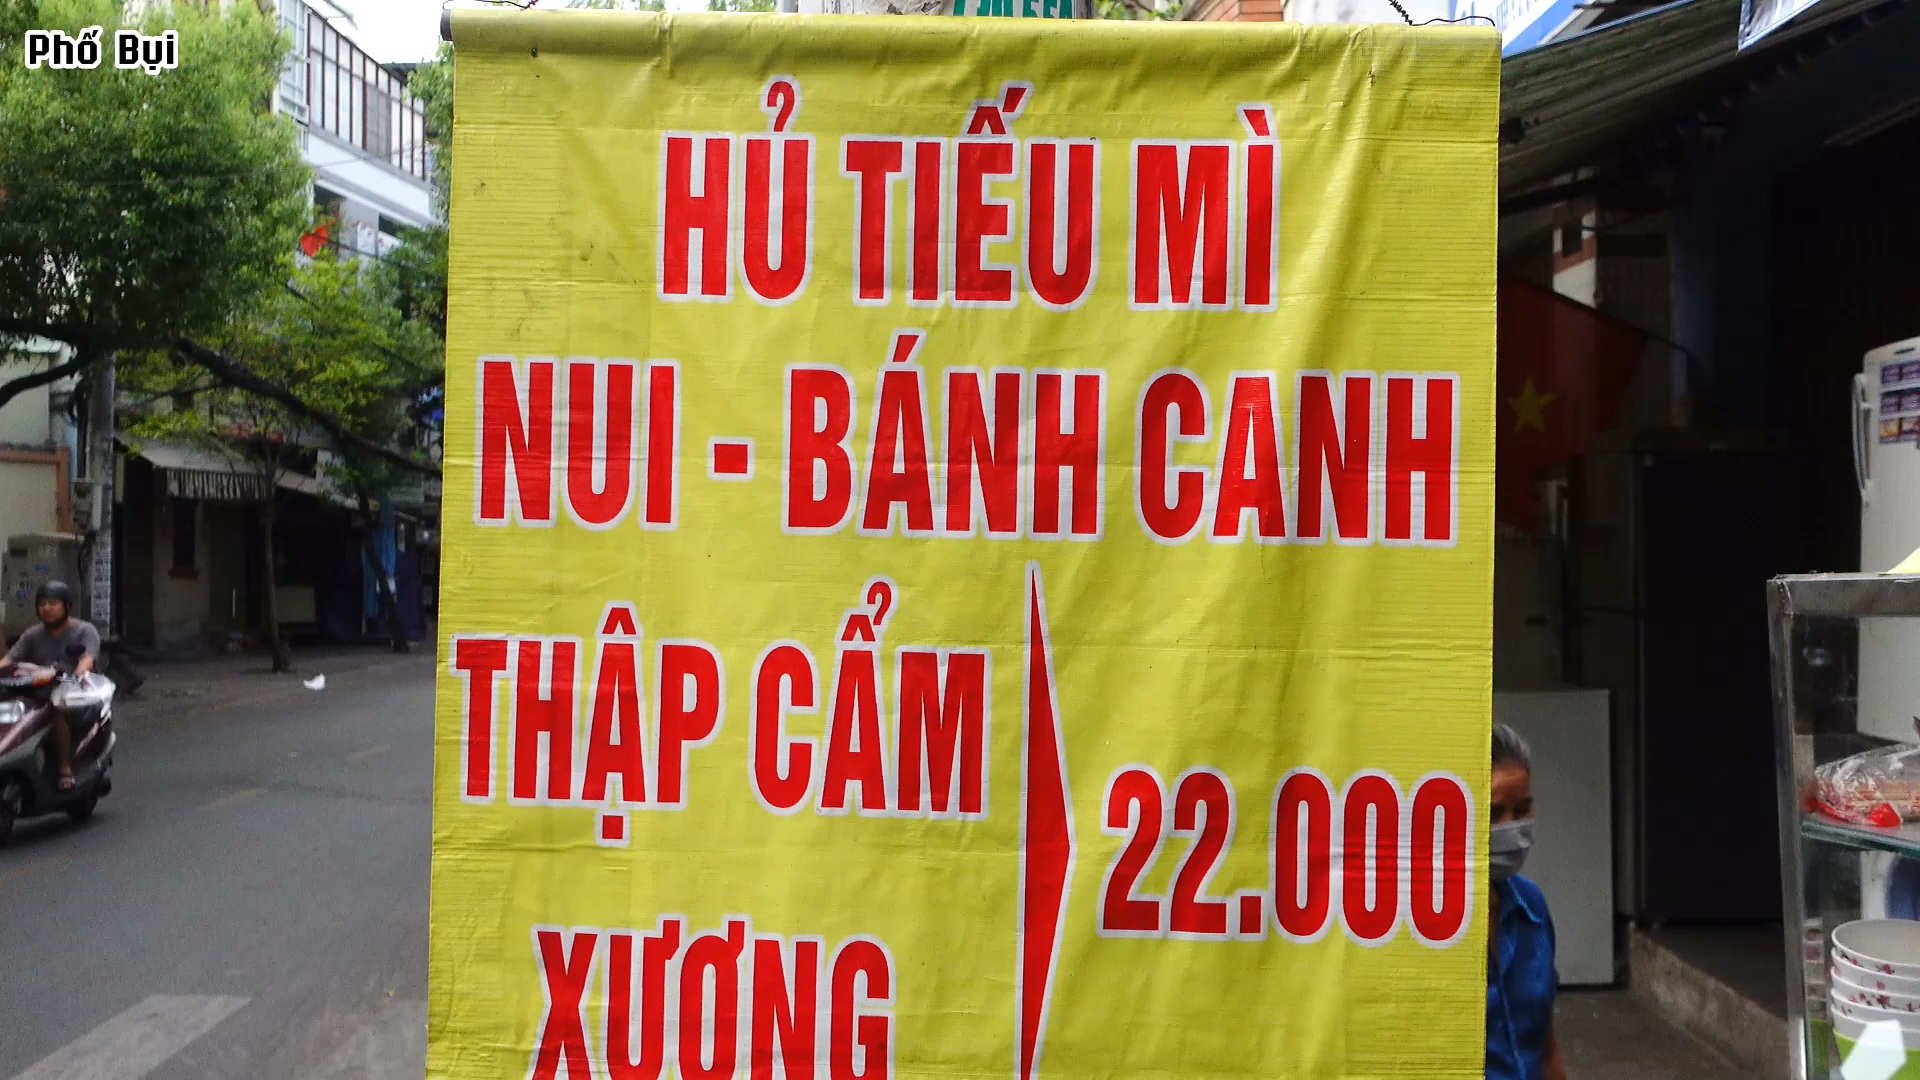 Phố Bụi
HỦ TIẾU MÌ
NUI - BÁNH CANH
THẬP CẨM
22.000
XƯƠNG